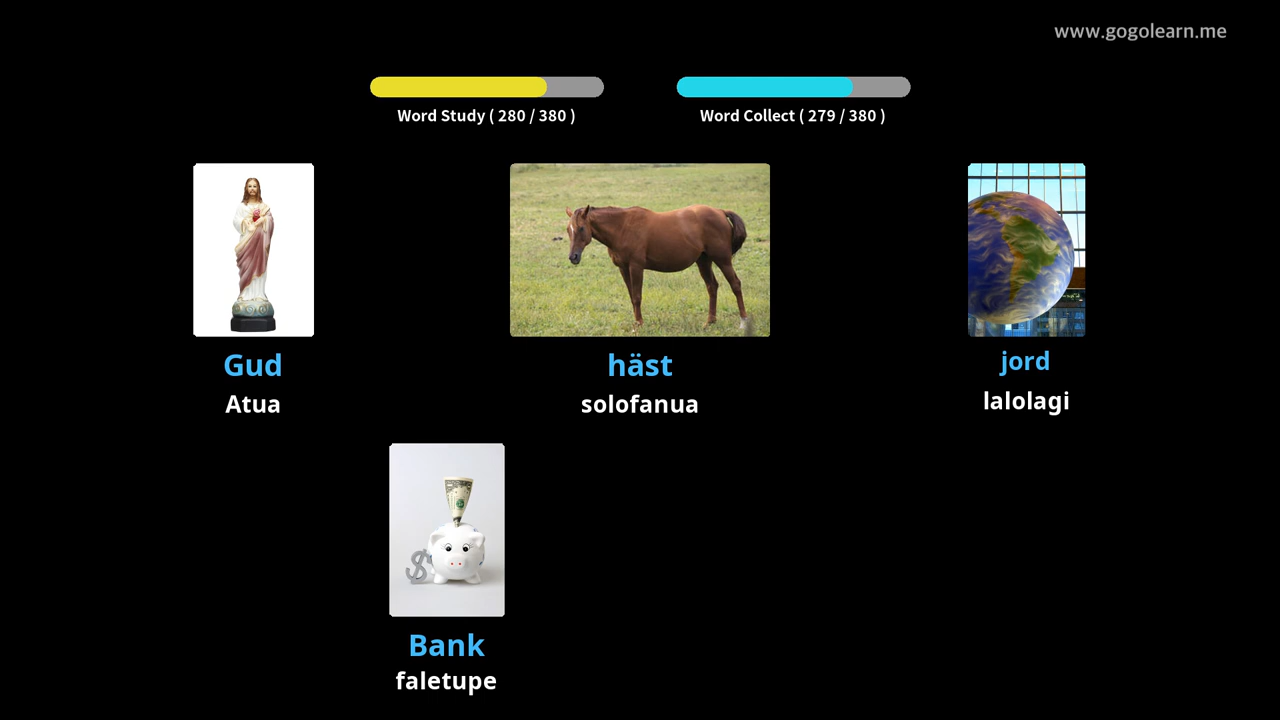 www.gogolearn.me
Word Study ( 280 / 380 )
Word Collect ( 279 / 380 )
Gud
Atua
häst
solofanua
jord
lalolagi
Bank
faletupe